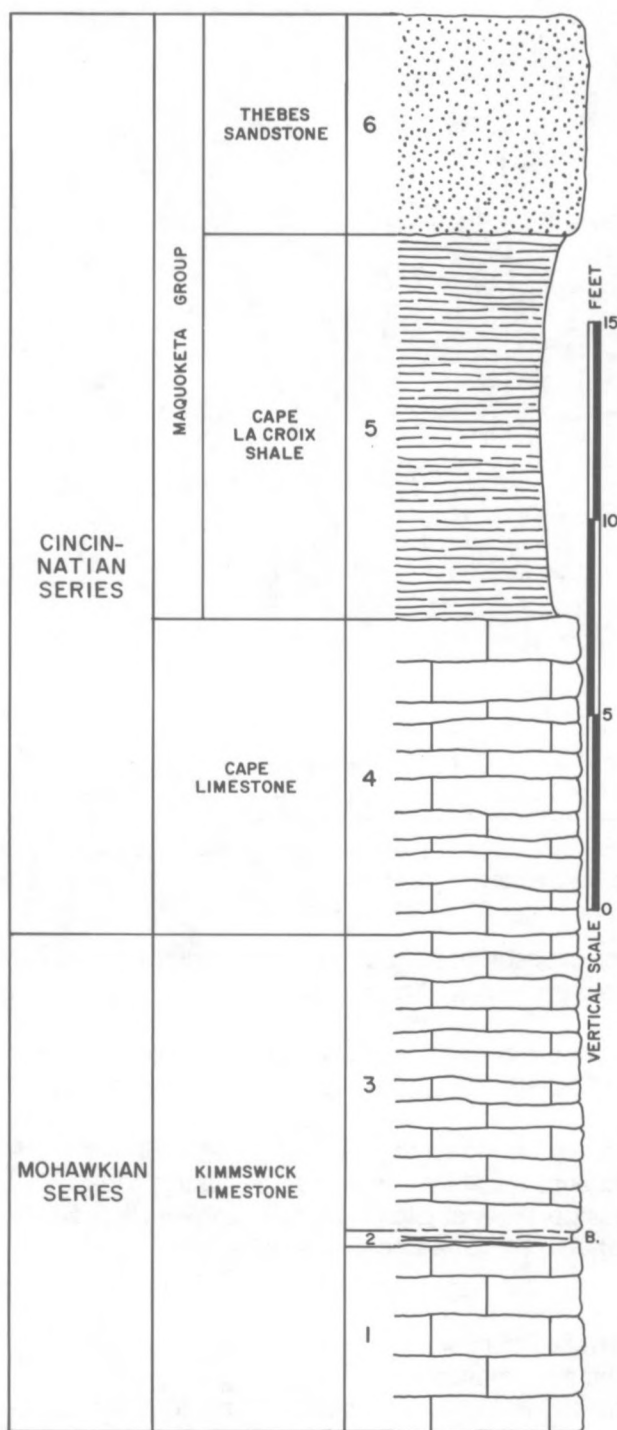 THEBES
SANDSTONE
6
MAQUOKETA GROUP
CAPE
LA CROIX
SHALE
5
CINCIN-
NATIAN
SERIES
CAPE
LIMESTONE
4
FEET
15
10
5
0
VERTICAL SCALE
MOHAWKIAN
SERIES
KIMMSWICK
LIMESTONE
3
2
B.
1